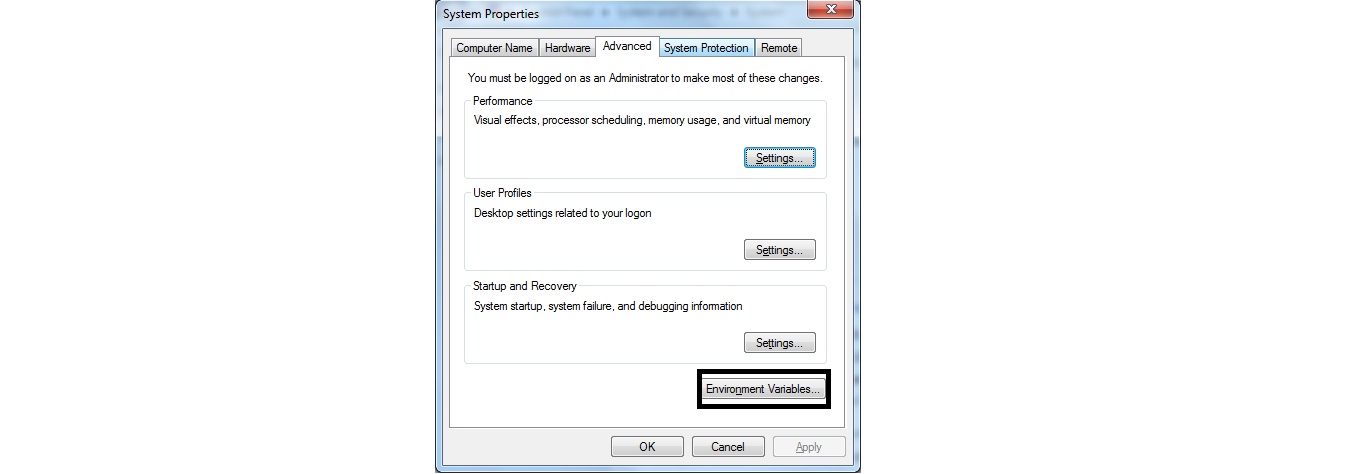 System Properties
Computer Name Hardware Advanced System Protection Remote
You must be logged on as an Administrator to make most of these changes.
Performance
Visual effects, processor scheduling, memory usage, and virtual memory
Settings...
User Profiles
Desktop settings related to your logon
Settings...
Startup and Recovery
System startup, system failure, and debugging information
Settings...
Environment Variables...
OK Cancel Apply